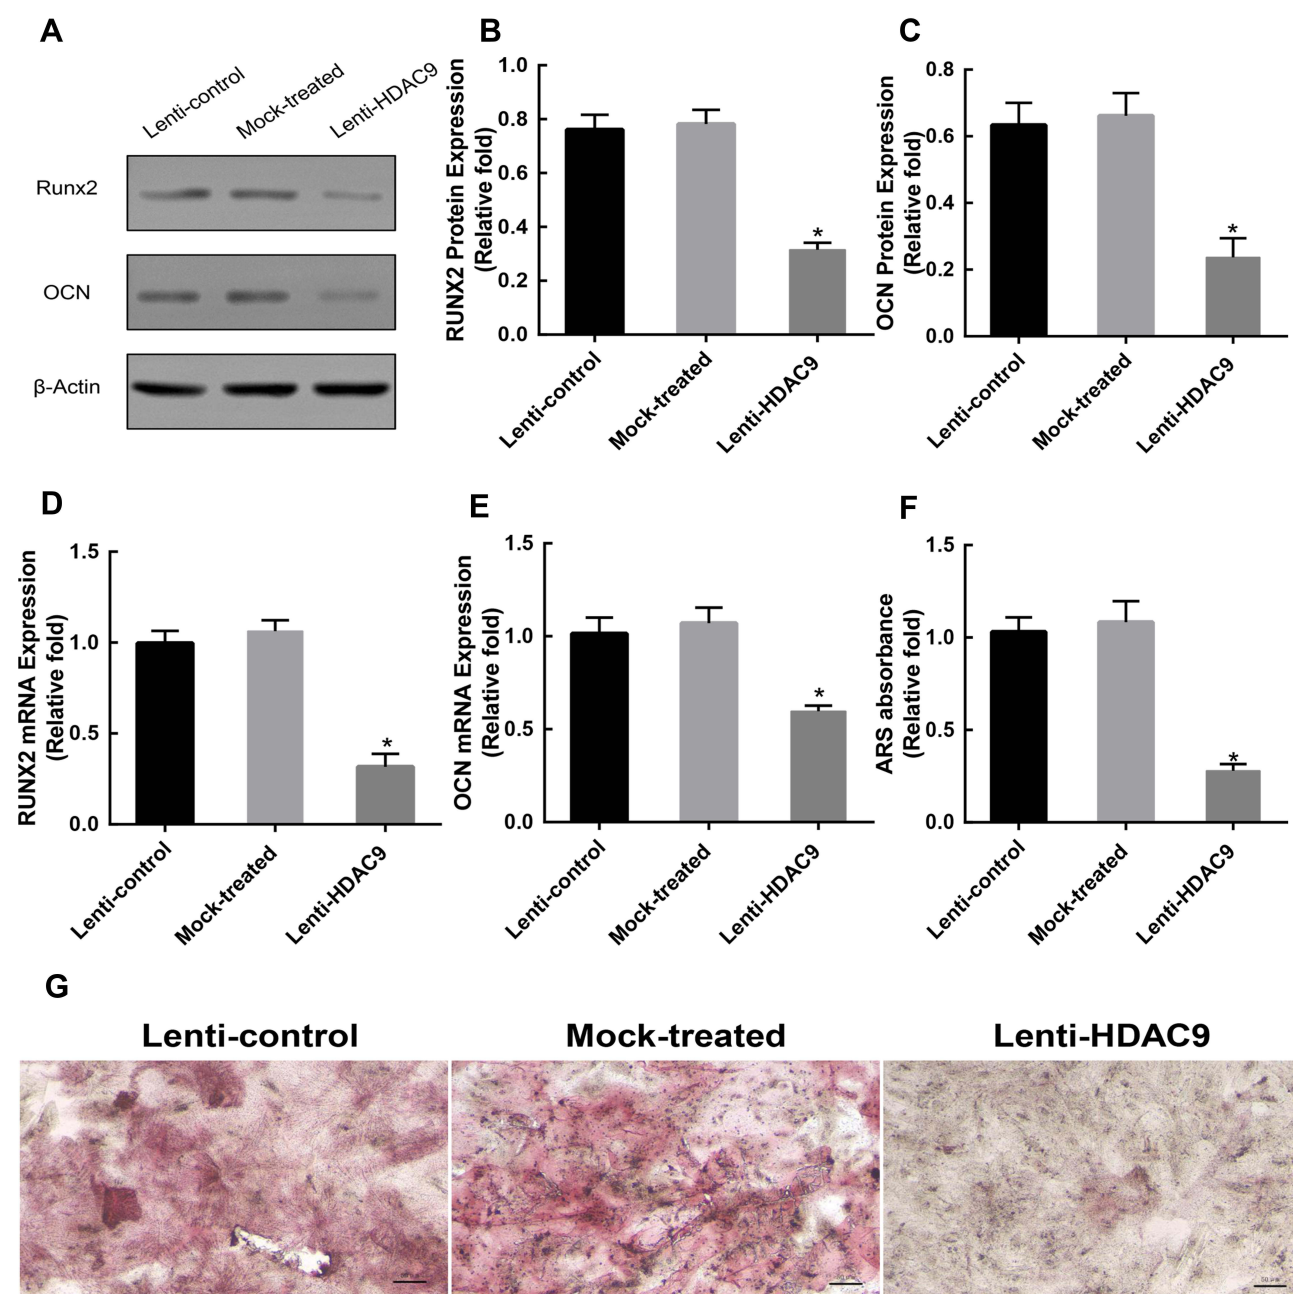 A
Lenti-control
Mock-treated
Lenti-HDAC9
Runx2
OCN
β-Actin
B
RUNX2 Protein Expression
(Relative fold)
1.0
0.8
0.6
0.4
0.2
0.0
*
Lenti-control
Mock-treated
Lenti-HDAC9
C
OCN Protein Expression
(Relative fold)
0.8
0.6
0.4
0.2
0.0
*
Lenti-control
Mock-treated
Lenti-HDAC9
D
RUNX2 mRNA Expression
(Relative fold)
1.5
1.0
0.5
0.0
*
Lenti-control
Mock-treated
Lenti-HDAC9
E
OCN mRNA Expression
(Relative fold)
1.5
1.0
0.5
0.0
*
Lenti-control
Mock-treated
Lenti-HDAC9
F
ARS absorbance
(Relative fold)
1.5
1.0
0.5
0.0
*
Lenti-control
Mock-treated
Lenti-HDAC9
G
Lenti-control
Mock-treated
Lenti-HDAC9
50 μm